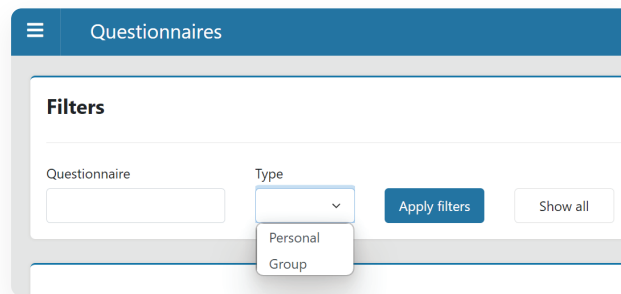 Questionnaires
Filters
Questionnaire
Type
Apply filters
Show all
Personal
Group